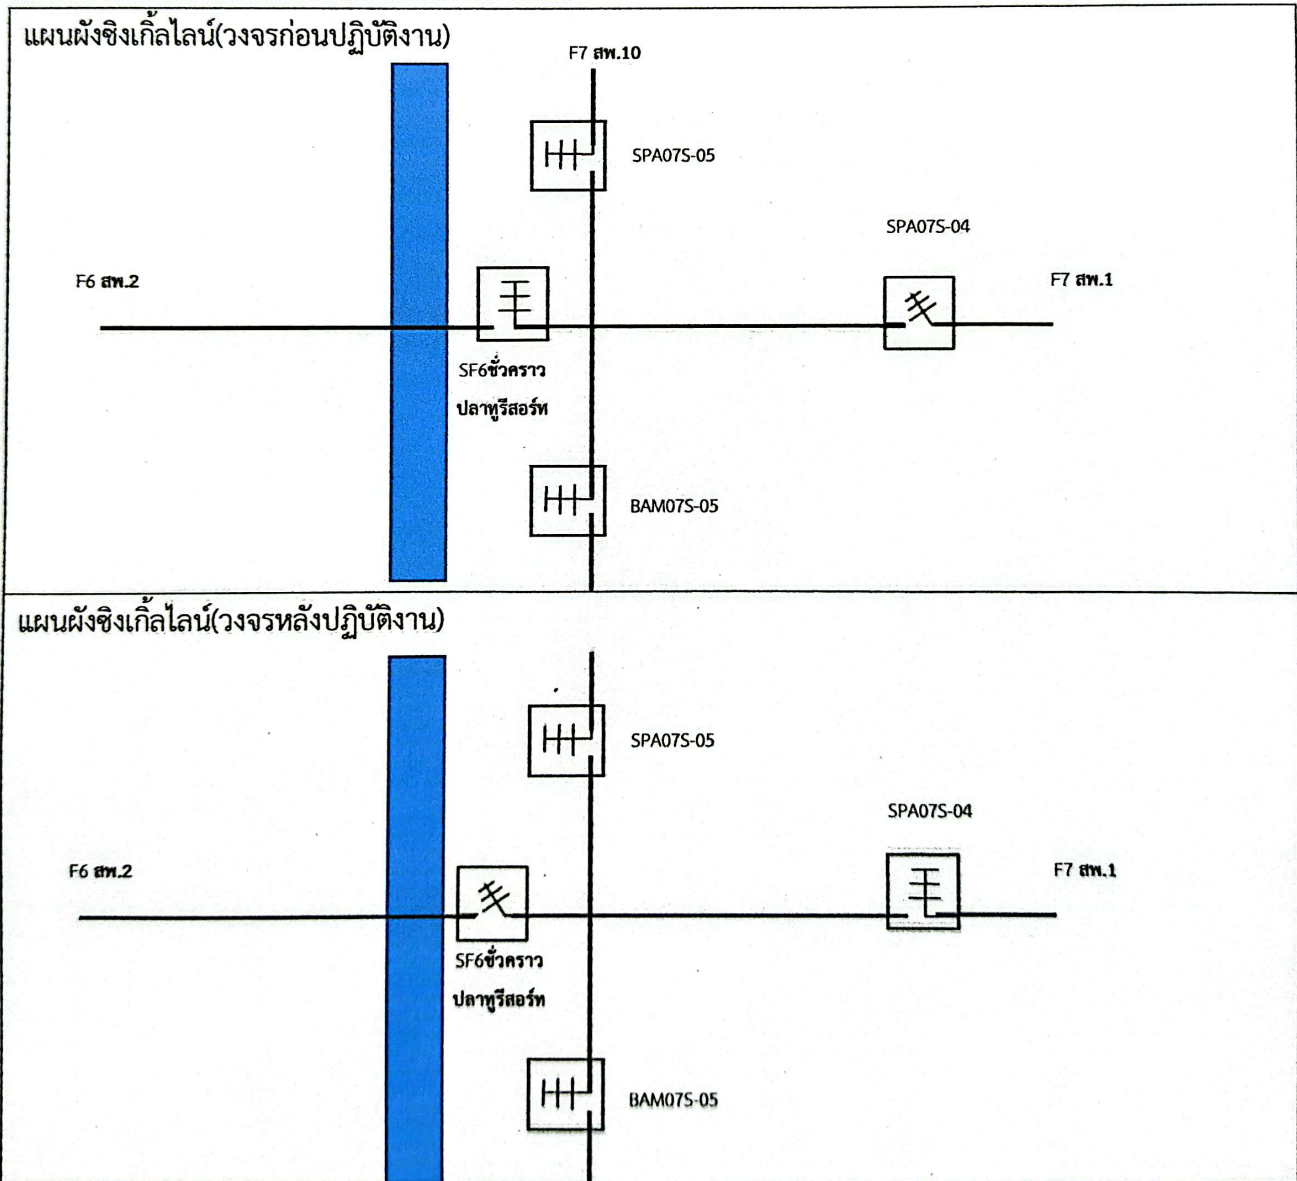 แผนผังซิงเกิ้ลไลน์(วงจรก่อนปฏิบัติงาน)
F7 สพ.10
SPA07S-05
SPA07S-04
F6 สพ.2
F7 สพ.1
SF6ชั่วคราว
ปลาทูรีสอร์ท
BAM07S-05
แผนผังซิงเกิ้ลไลน์(วงจรหลังปฏิบัติงาน)
SPA07S-05
SPA07S-04
F6 สพ.2
F7 สพ.1
SF6ชั่วคราว
ปลาทูรีสอร์ท
BAM07S-05